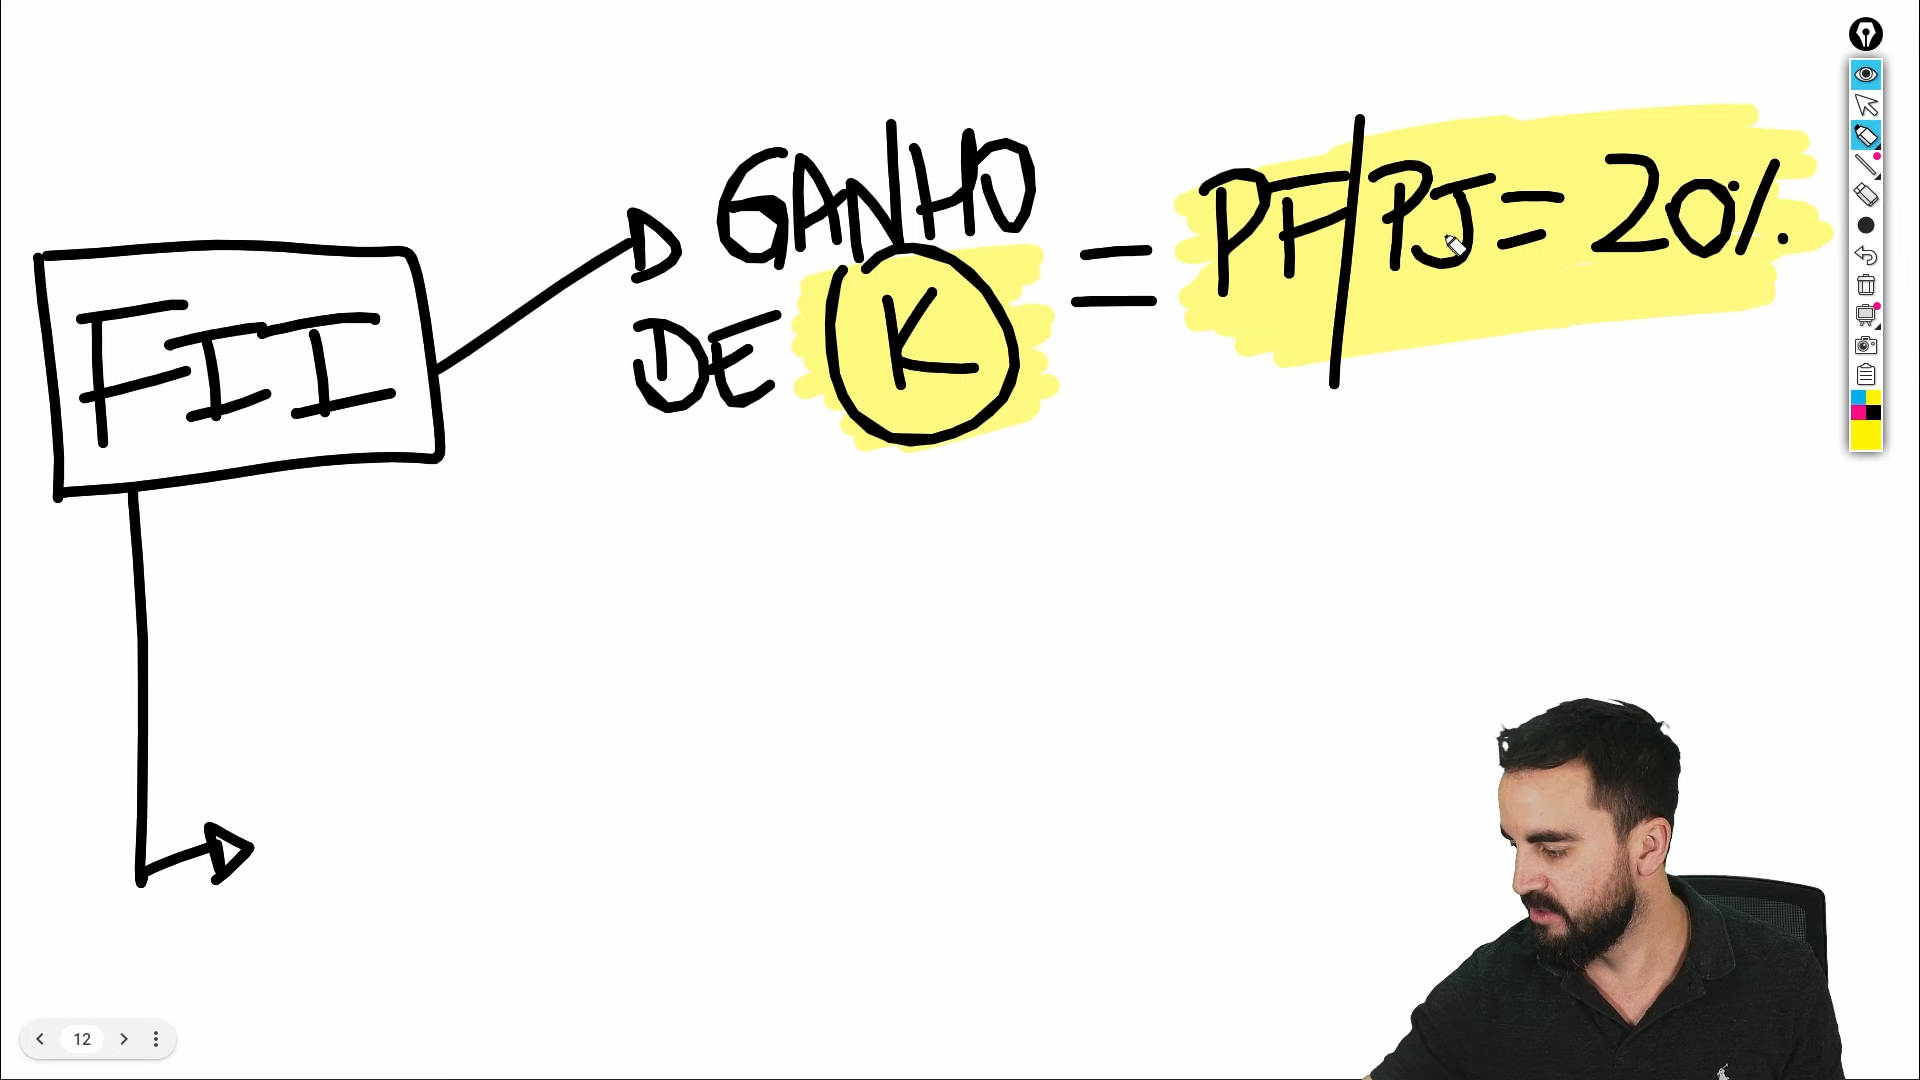 FII
GANHO
DE K
= PF/PJ = 20%.
12